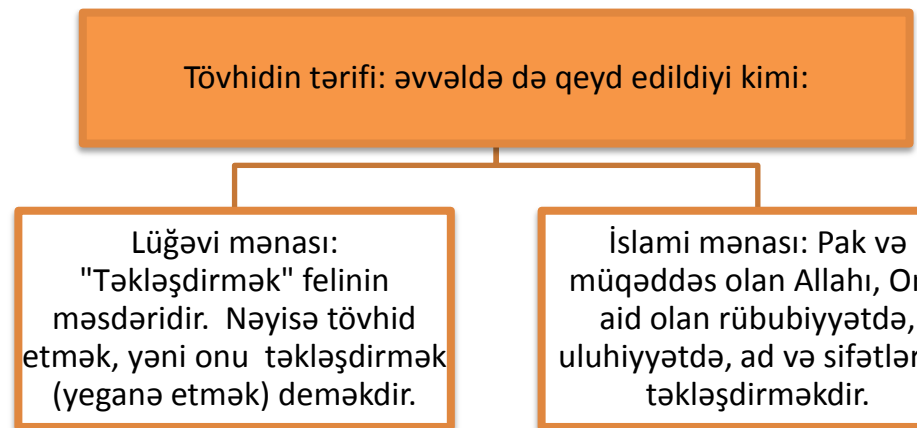 Tövhidin tərifi: əvvəldə də qeyd edildiyi kimi:
Lüğəvi mənası:
"Təkləşdirmək" felinin
məsdəridir. Nəyisə tövhid
etmək, yəni onu təkləşdirmək
(yeganə etmək) deməkdir.
İslami mənası: Pak və
müqəddəs olan Allahı,
aid olan rübubiyyətdə,
uluhiyyətdə, ad və
təkləşdirməkdir.